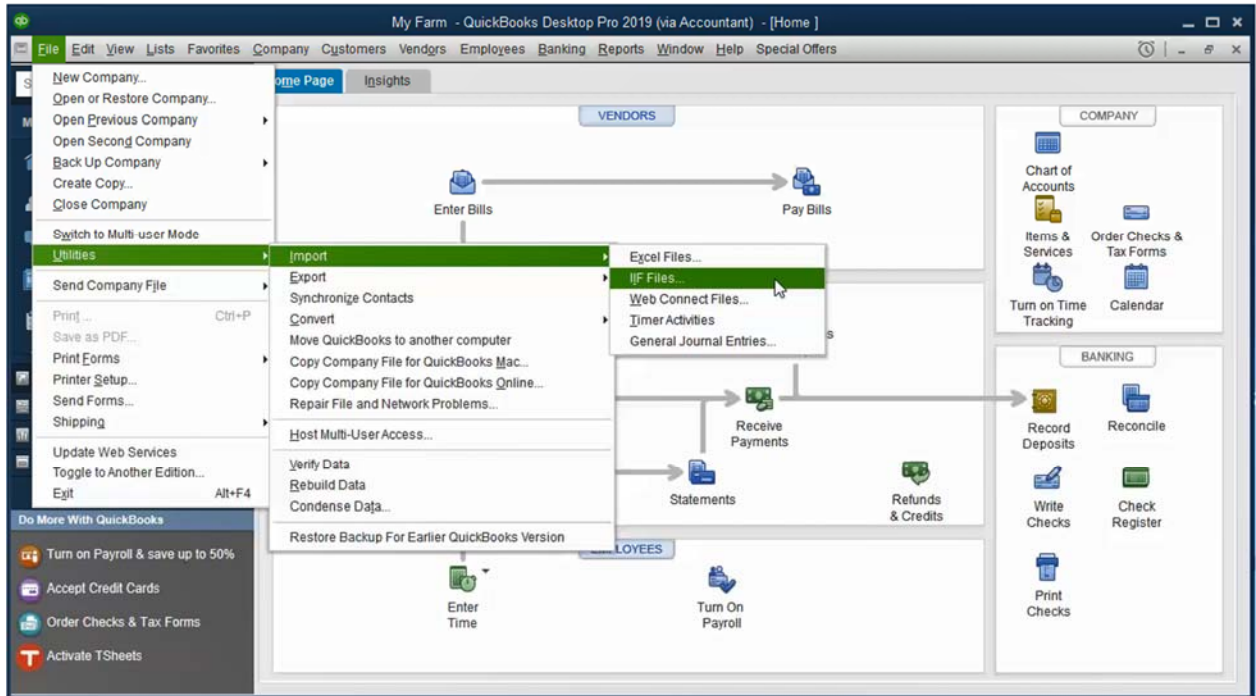 My Farm - QuickBooks Desktop Pro 2019 (via Accountant) - [Home ]
File Edit View Lists Favorites Company Customers Vendors Employees Banking Reports Window Help Special Offers
New Company...
Open or Restore Company...
Open Previous Company
Open Second Company
Back Up Company
Create Copy...
Close Company
Switch to Multi-user Mode
Utilities
Send Company File
Print ... Ctrl+P
Save as PDF...
Print Forms
Printer Setup...
Send Forms...
Shipping
Update Web Services
Toggle to Another Edition...
Exit Alt+F4
Import
Export
Synchronize Contacts
Convert
Move QuickBooks to another computer
Copy Company File for QuickBooks Mac...
Copy Company File for QuickBooks Online...
Repair File and Network Problems...
Host Multi-User Access...
Verify Data
Rebuild Data
Condense Data...
Restore Backup For Earlier QuickBooks Version
Excel Files...
IIF Files...
Web Connect Files...
Timer Activities
General Journal Entries...
ome Page Insights
VENDORS
Enter Bills
Pay Bills
Receive
Payments
Statements
Refunds
& Credits
LOYEES
Enter
Time
Turn On
Payroll
COMPANY
Chart of
Accounts
Items &
Services
Order Checks &
Tax Forms
Turn on Time
Tracking
Calendar
BANKING
Record
Deposits
Reconcile
Write
Checks
Check
Register
Print
Checks
Do More With QuickBooks
Turn on Payroll & save up to 50%
Accept Credit Cards
Order Checks & Tax Forms
Activate TSheets